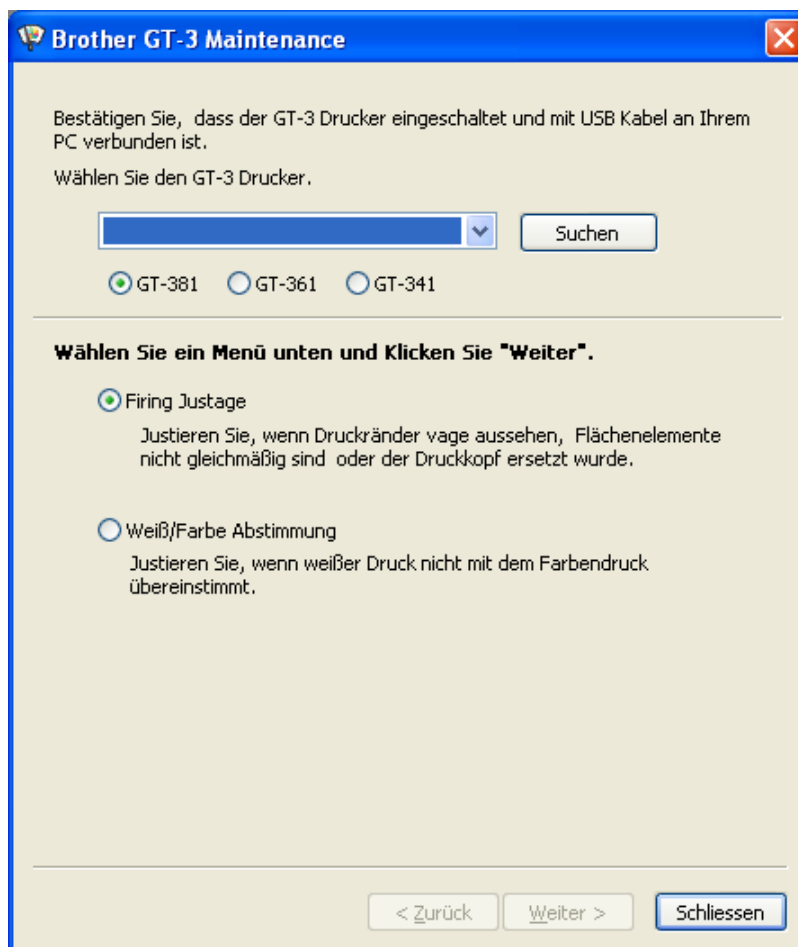 Brother GT-3 Maintenance
Bestätigen Sie, dass der GT-3 Drucker eingeschaltet und mit USB Kabel an Ihrem
PC verbunden ist.
Wählen Sie den GT-3 Drucker.
Suchen
GT-381 GT-361 GT-341
Wählen Sie ein Menü unten und Klicken Sie "Weiter".
Firing Justage
Justieren Sie, wenn Druckränder vage aussehen, Flächenelemente
nicht gleichmäßig sind oder der Druckkopf ersetzt wurde.
Weiß/Farbe Abstimmung
Justieren Sie, wenn weißer Druck nicht mit dem Farbendruck
übereinstimmt.
< Zurück Weiter > Schliessen